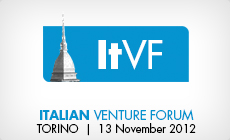 ItVF
ITALIAN VENTURE FORUM
TORINO | 13 November 2012